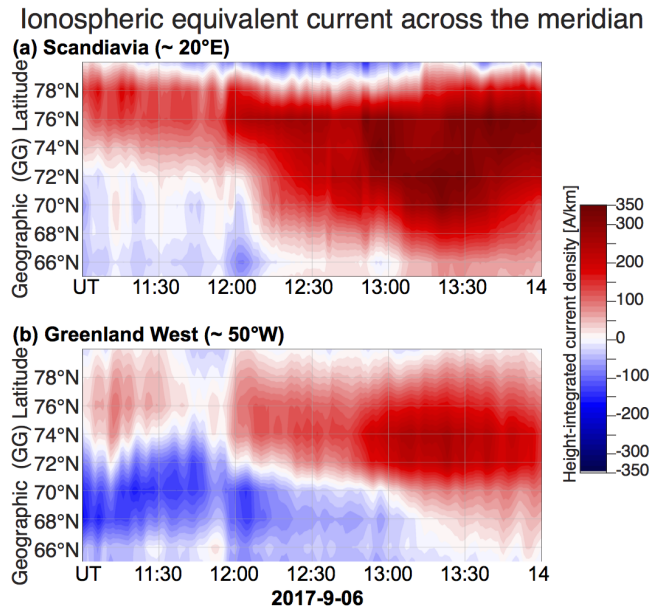 Ionospheric equivalent current across the meridian
(a) Scandiavia (~ 20°E)
Geographic (GG) Latitude
78°N
76°N
74°N
72°N
70°N
68°N
66°N
UT 11:30 12:00 12:30 13:00 13:30 14
(b) Greenland West (~ 50°W)
Geographic (GG) Latitude
78°N
76°N
74°N
72°N
70°N
68°N
66°N
UT 11:30 12:00 12:30 13:00 13:30 14
2017-9-06
Height-integrated current density [A/km]
350
300
200
100
0
-100
-200
-300
-350